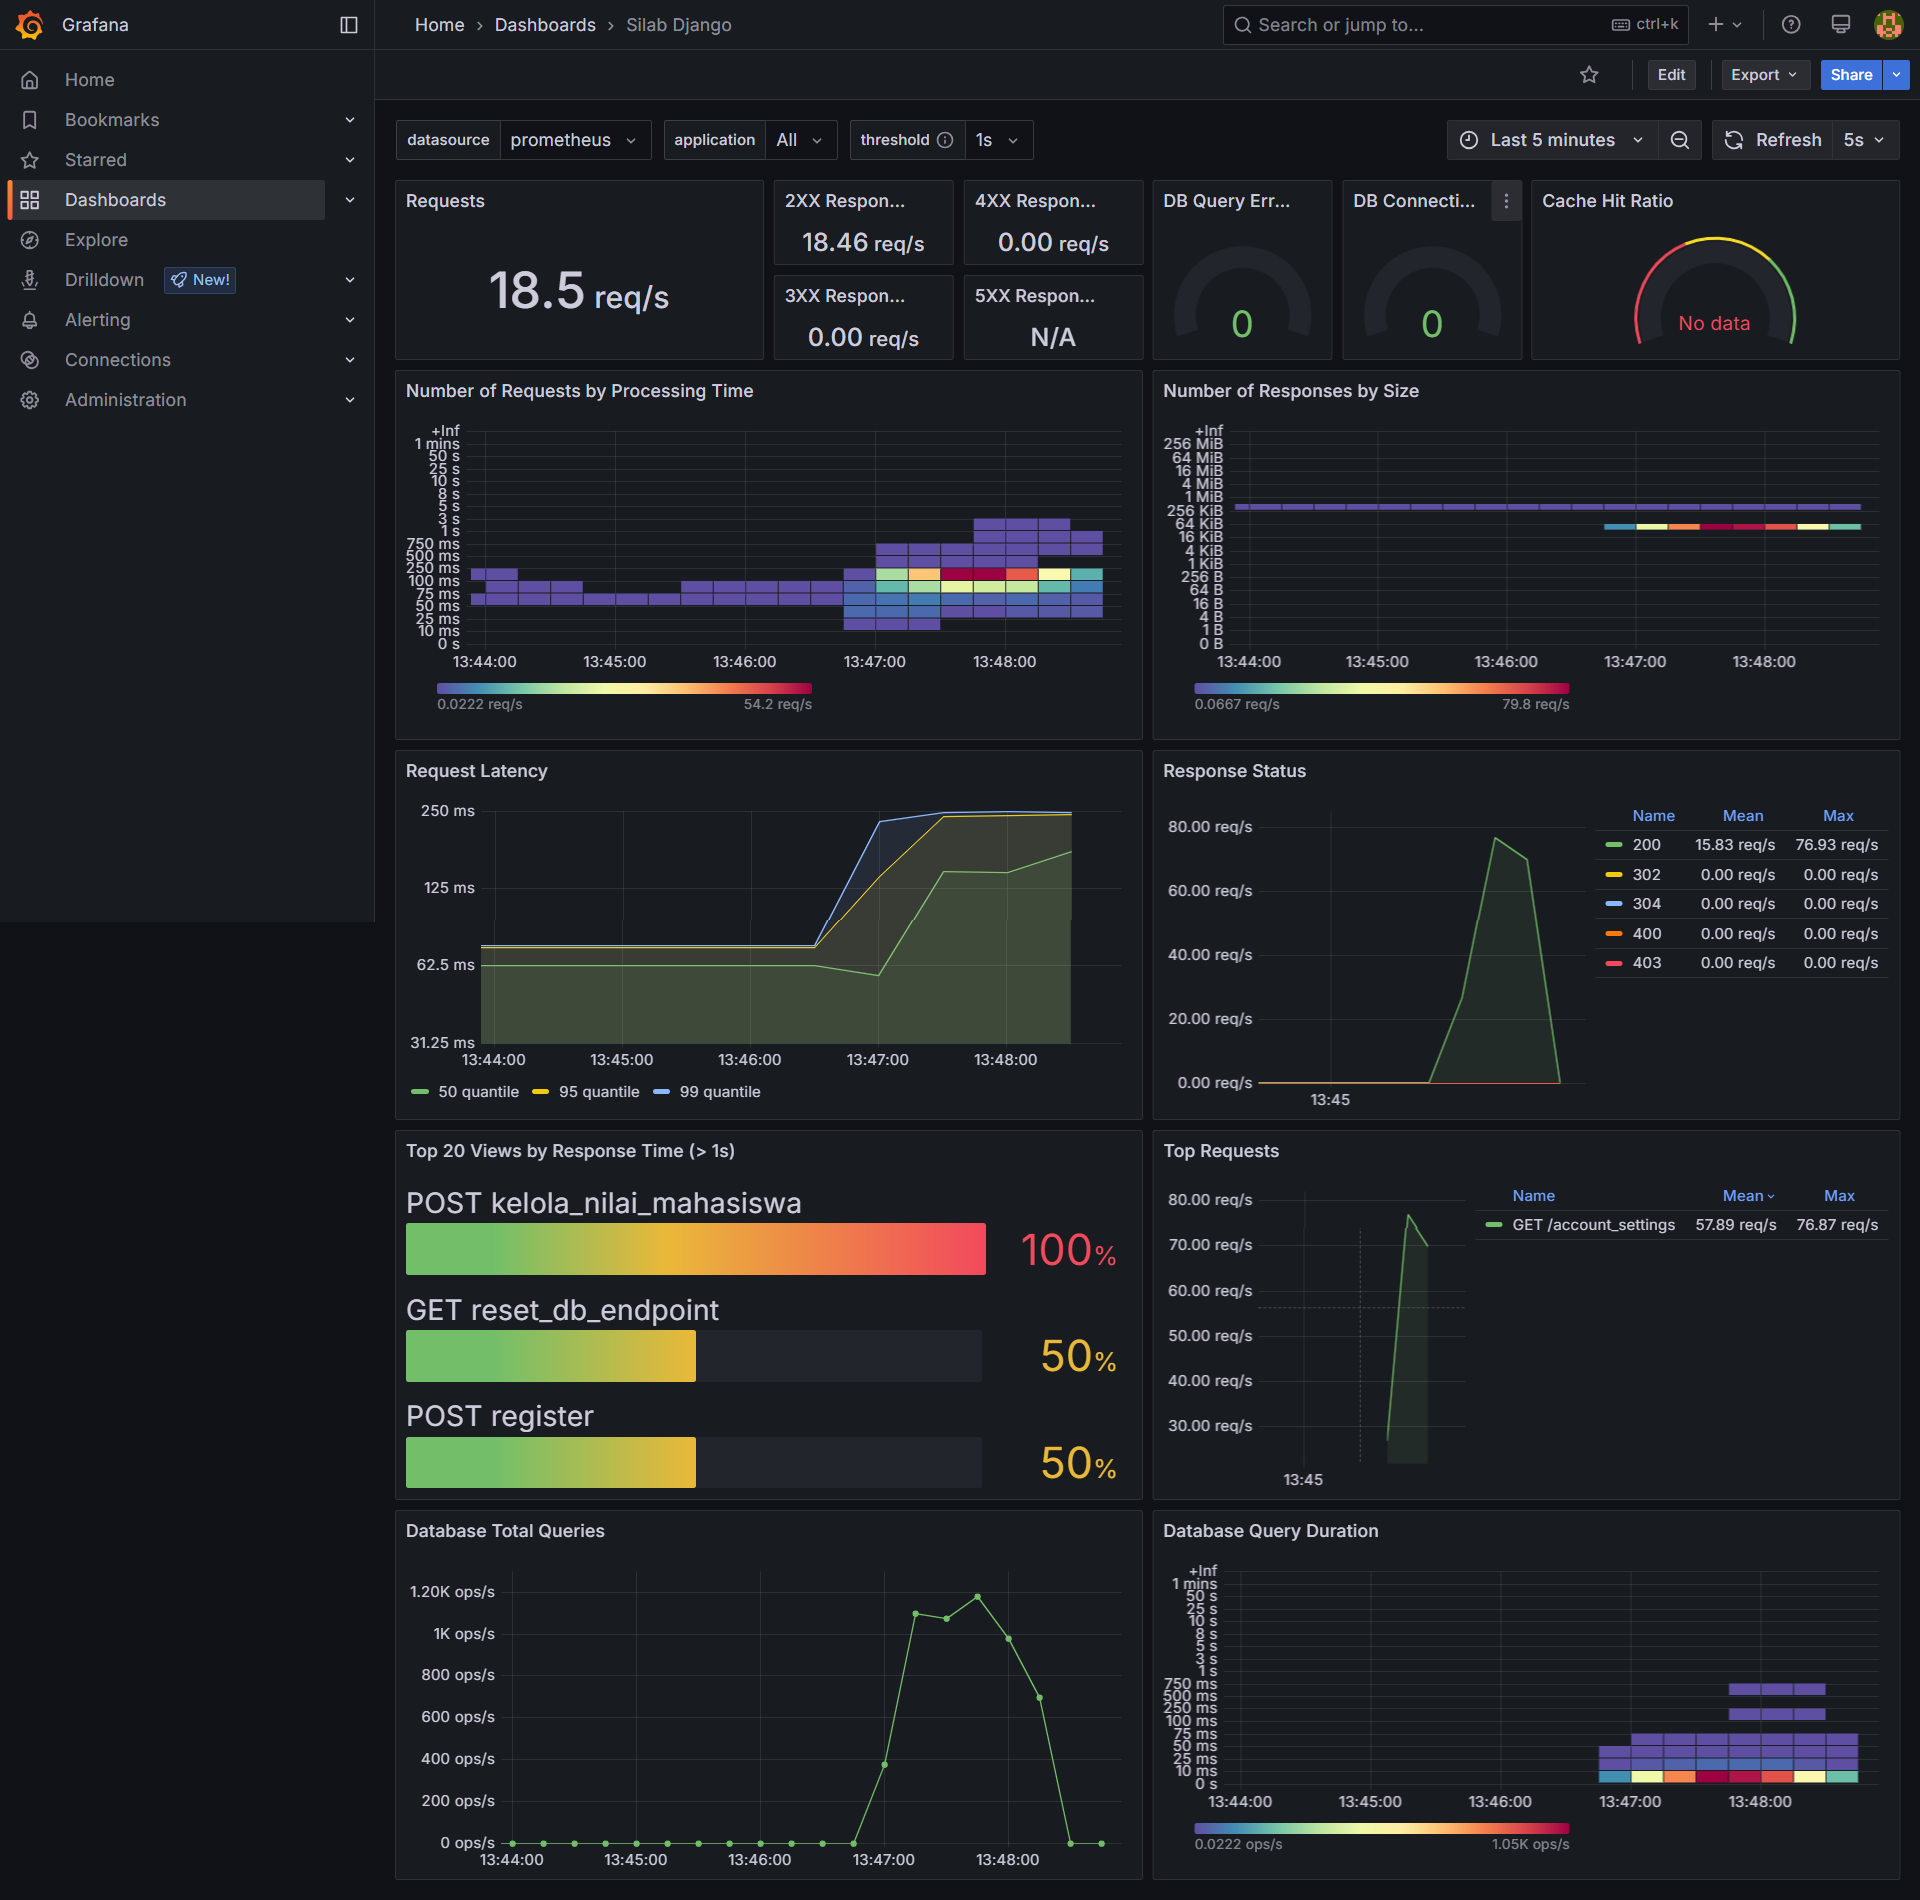 Grafana
Home › Dashboards › Silab Django
Search or jump to...
ctrl+k
Home
Bookmarks
Starred
Dashboards
Explore
Drilldown New!
Alerting
Connections
Administration
Edit
Export
Share
datasource prometheus
application All
threshold 1s
Last 5 minutes
Refresh 5s
Requests
18.5 req/s
2XX Respon...
18.46 req/s
4XX Respon...
0.00 req/s
3XX Respon...
0.00 req/s
5XX Respon...
N/A
DB Query Err...
0
DB Connecti...
0
Cache Hit Ratio
No data
Number of Requests by Processing Time
+Inf
1 mins
50 s
25 s
10 s
8 s
5 s
3 s
1 s
750 ms
500 ms
250 ms
100 ms
75 ms
50 ms
25 ms
10 ms
0 s
13:44:00 13:45:00 13:46:00 13:47:00 13:48:00
0.0222 req/s 54.2 req/s
Number of Responses by Size
+Inf
256 MiB
64 MiB
16 MiB
4 MiB
1 MiB
256 KiB
64 KiB
16 KiB
4 KiB
1 KiB
256 B
64 B
16 B
4 B
1 B
0 B
13:44:00 13:45:00 13:46:00 13:47:00 13:48:00
0.0667 req/s 79.8 req/s
Request Latency
250 ms
125 ms
62.5 ms
31.25 ms
13:44:00 13:45:00 13:46:00 13:47:00 13:48:00
50 quantile 95 quantile 99 quantile
Response Status
80.00 req/s
60.00 req/s
40.00 req/s
20.00 req/s
0.00 req/s
13:45
Name Mean Max
200 15.83 req/s 76.93 req/s
302 0.00 req/s 0.00 req/s
304 0.00 req/s 0.00 req/s
400 0.00 req/s 0.00 req/s
403 0.00 req/s 0.00 req/s
Top 20 Views by Response Time (> 1s)
POST kelola_nilai_mahasiswa
100%
GET reset_db_endpoint
50%
POST register
50%
Top Requests
80.00 req/s
70.00 req/s
60.00 req/s
50.00 req/s
40.00 req/s
30.00 req/s
13:45
Name Mean Max
GET /account_settings 57.89 req/s 76.87 req/s
Database Total Queries
1.20K ops/s
1K ops/s
800 ops/s
600 ops/s
400 ops/s
200 ops/s
0 ops/s
13:44:00 13:45:00 13:46:00 13:47:00 13:48:00
Database Query Duration
+Inf
1 mins
50 s
25 s
10 s
8 s
5 s
3 s
1 s
750 ms
500 ms
250 ms
100 ms
75 ms
50 ms
25 ms
10 ms
0 s
13:44:00 13:45:00 13:46:00 13:47:00 13:48:00
0.0222 ops/s 1.05K ops/s